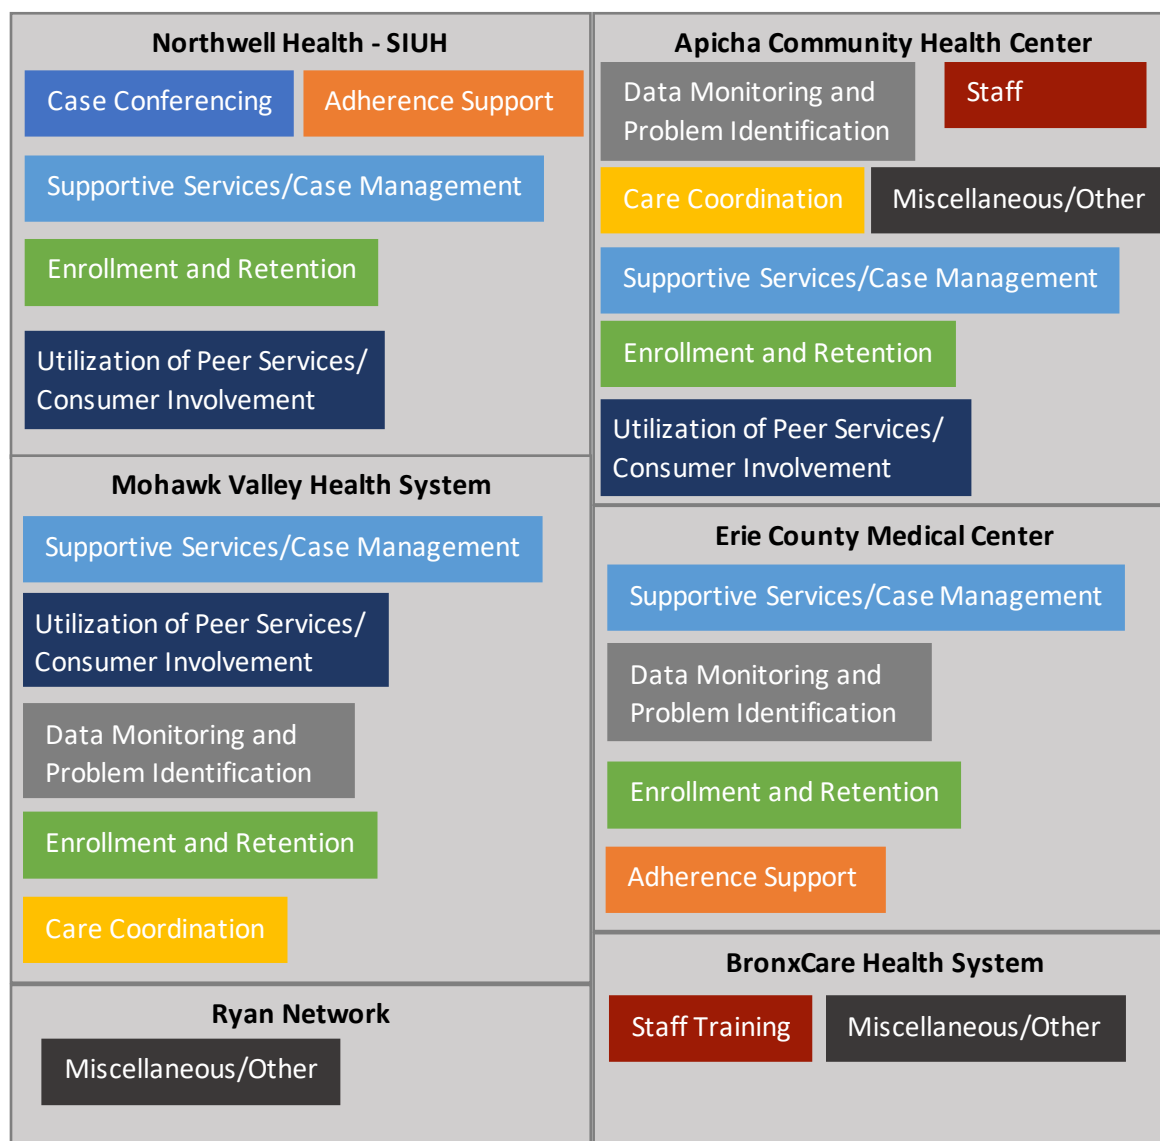 Northwell Health - SIUH
Case Conferencing
Adherence Support
Supportive Services/Case Management
Enrollment and Retention
Utilization of Peer Services/
Consumer Involvement
Mohawk Valley Health System
Supportive Services/Case Management
Utilization of Peer Services/
Consumer Involvement
Data Monitoring and
Problem Identification
Enrollment and Retention
Care Coordination
Ryan Network
Miscellaneous/Other
Apicha Community Health Center
Data Monitoring and
Problem Identification
Staff
Care Coordination
Miscellaneous/Other
Supportive Services/Case Management
Enrollment and Retention
Utilization of Peer Services/
Consumer Involvement
Erie County Medical Center
Supportive Services/Case Management
Data Monitoring and
Problem Identification
Enrollment and Retention
Adherence Support
BronxCare Health System
Staff Training
Miscellaneous/Other